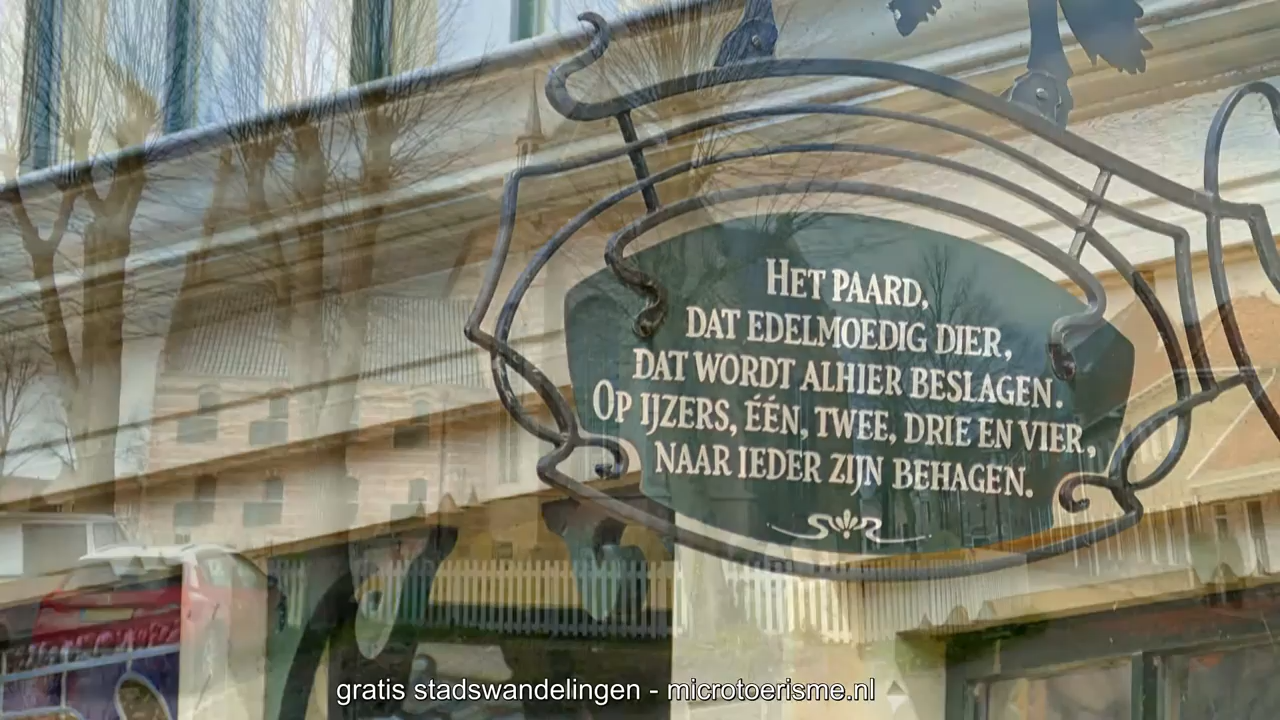 Het paard,
dat edelmoedig dier,
dat wordt alhier beslagen.
Op ijzers, één, twee, drie en vier,
naar ieder zijn behagen.
gratis stadswandelingen - microtoerisme.nl